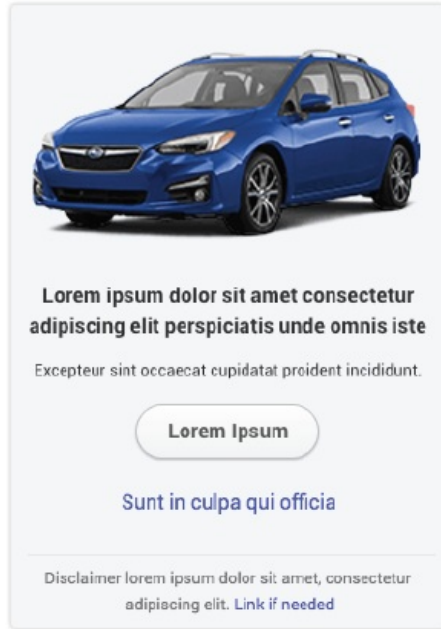 Lorem ipsum dolor sit amet consectetur
adipiscing elit perspiciatis unde omnis iste
Excepteur sint occaecat cupidatat proident incididunt.
Lorem Ipsum
Sunt in culpa qui officia
Disclaimer lorem ipsum dolor sit amet, consectetur
adipiscing elit. Link if needed